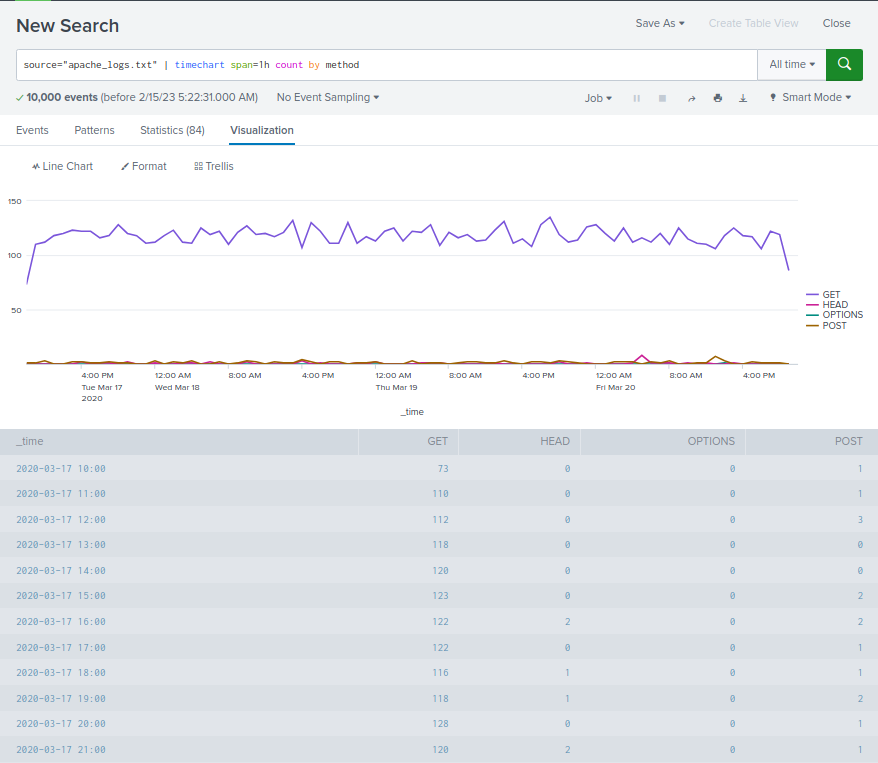 New Search
Save As ▾ Create Table View Close
source="apache_logs.txt" | timechart span=1h count by method
All time ▾
✓ 10,000 events (before 2/15/23 5:22:31.000 AM) No Event Sampling ▾
Job ▾ Smart Mode ▾
Events Patterns Statistics (84) Visualization
Line Chart Format Trellis
150
100
50
GET
HEAD
OPTIONS
POST
4:00 PM 12:00 AM 8:00 AM 4:00 PM 12:00 AM 8:00 AM 4:00 PM 12:00 AM 8:00 AM 4:00 PM
Tue Mar 17 Wed Mar 18 Thu Mar 19 Fri Mar 20
2020
_time
_time GET HEAD OPTIONS POST
2020-03-17 10:00 73 0 0 1
2020-03-17 11:00 110 0 0 1
2020-03-17 12:00 112 0 0 3
2020-03-17 13:00 118 0 0 0
2020-03-17 14:00 120 0 0 0
2020-03-17 15:00 123 0 0 2
2020-03-17 16:00 122 2 0 2
2020-03-17 17:00 122 0 0 1
2020-03-17 18:00 116 1 0 1
2020-03-17 19:00 118 1 0 2
2020-03-17 20:00 128 0 0 1
2020-03-17 21:00 120 2 0 1